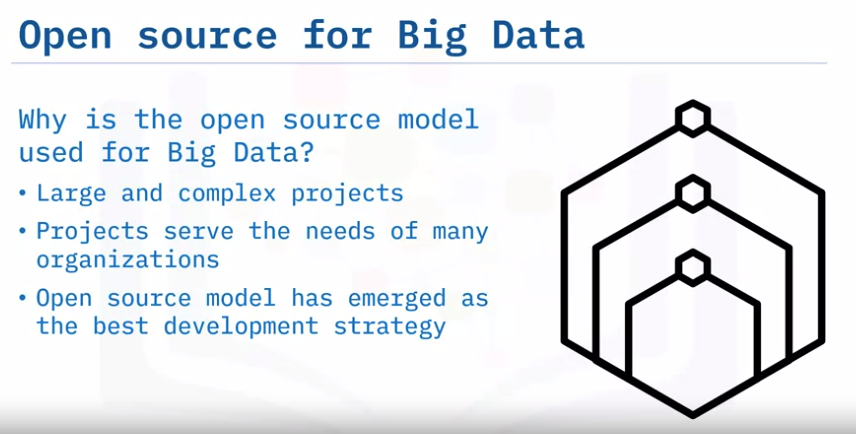 Open source for Big Data
Why is the open source model
used for Big Data?
• Large and complex projects
• Projects serve the needs of many
organizations
• Open source model has emerged as
the best development strategy